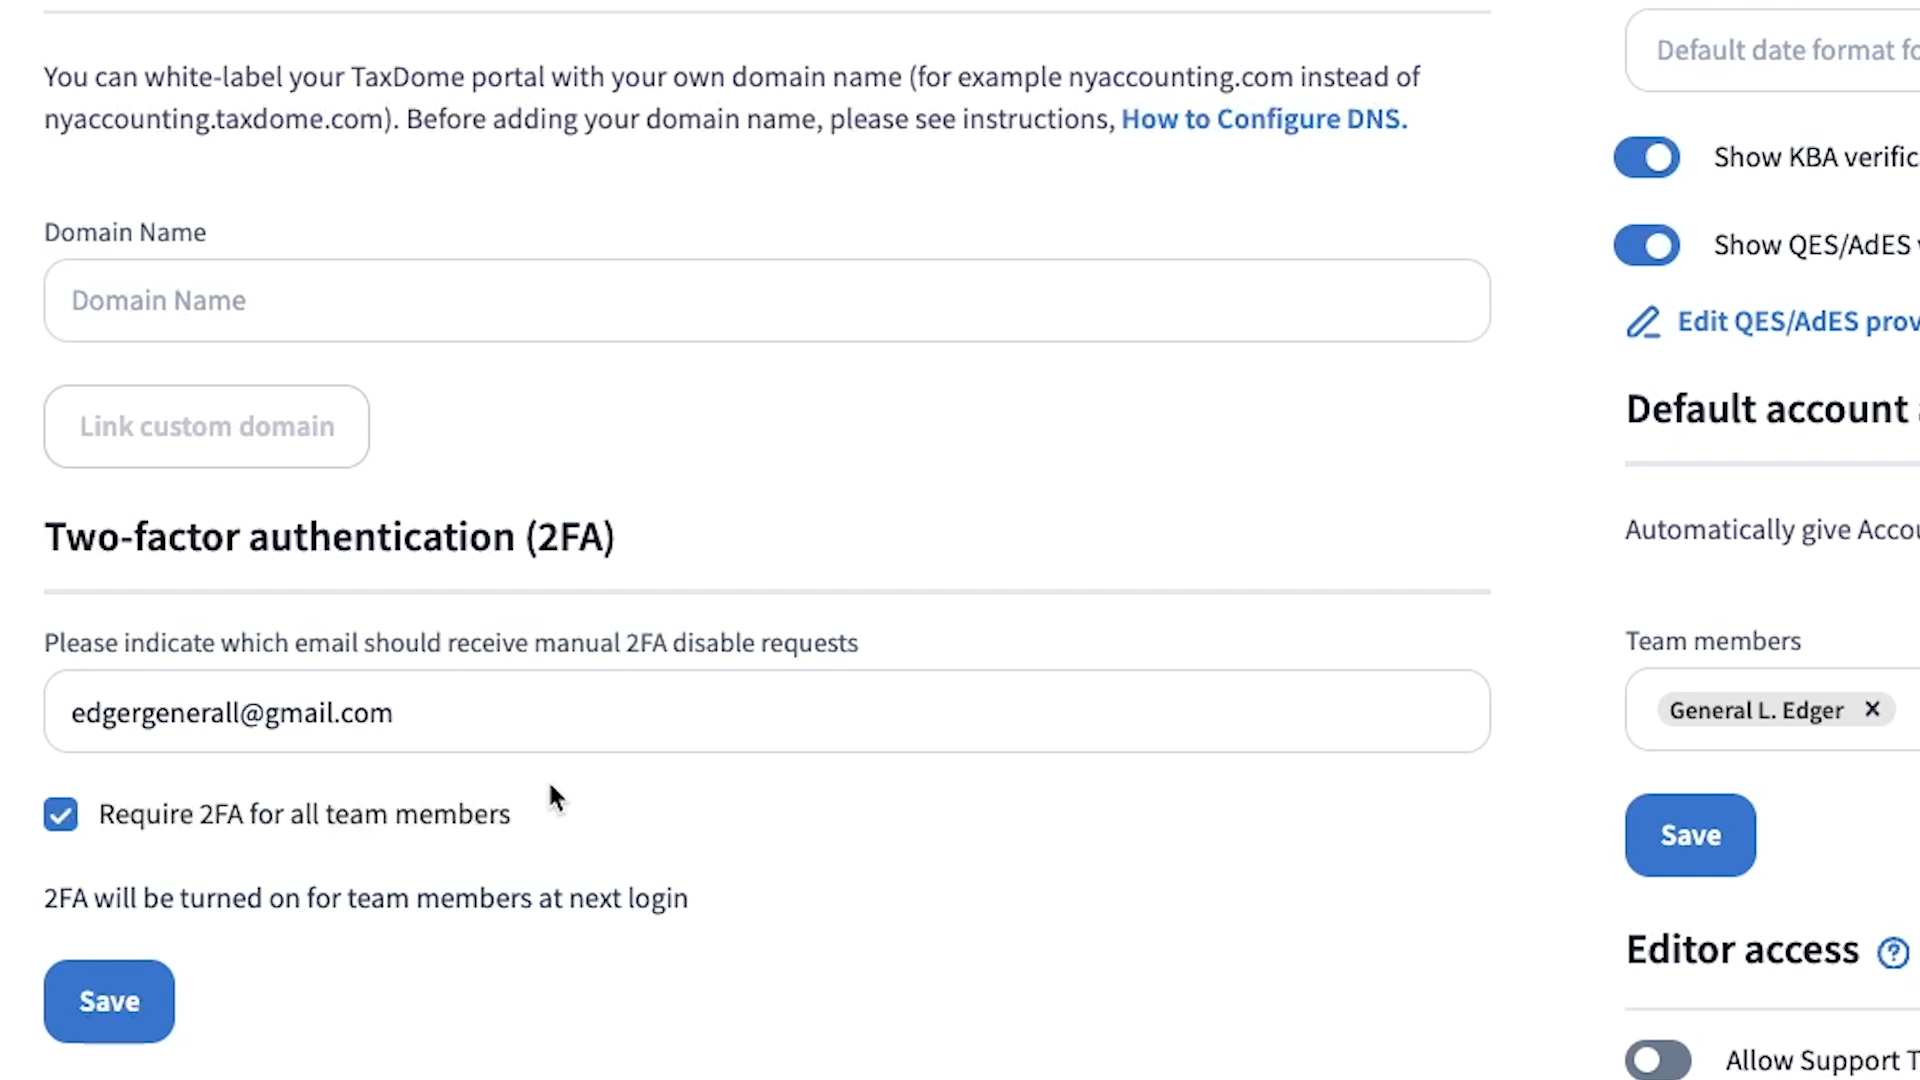 You can white-label your TaxDome portal with your own domain name (for example nyaccounting.com instead of
nyaccounting.taxdome.com). Before adding your domain name, please see instructions, How to Configure DNS.
Domain Name
Domain Name
Link custom domain
Two-factor authentication (2FA)
Please indicate which email should receive manual 2FA disable requests
edgergenerall@gmail.com
Require 2FA for all team members
2FA will be turned on for team members at next login
Save
Default date format
Show KBA
Show QES/AdES
Edit QES/AdES
Default account
Automatically give
Team members
General L. Edger
Save
Editor access
Allow Support